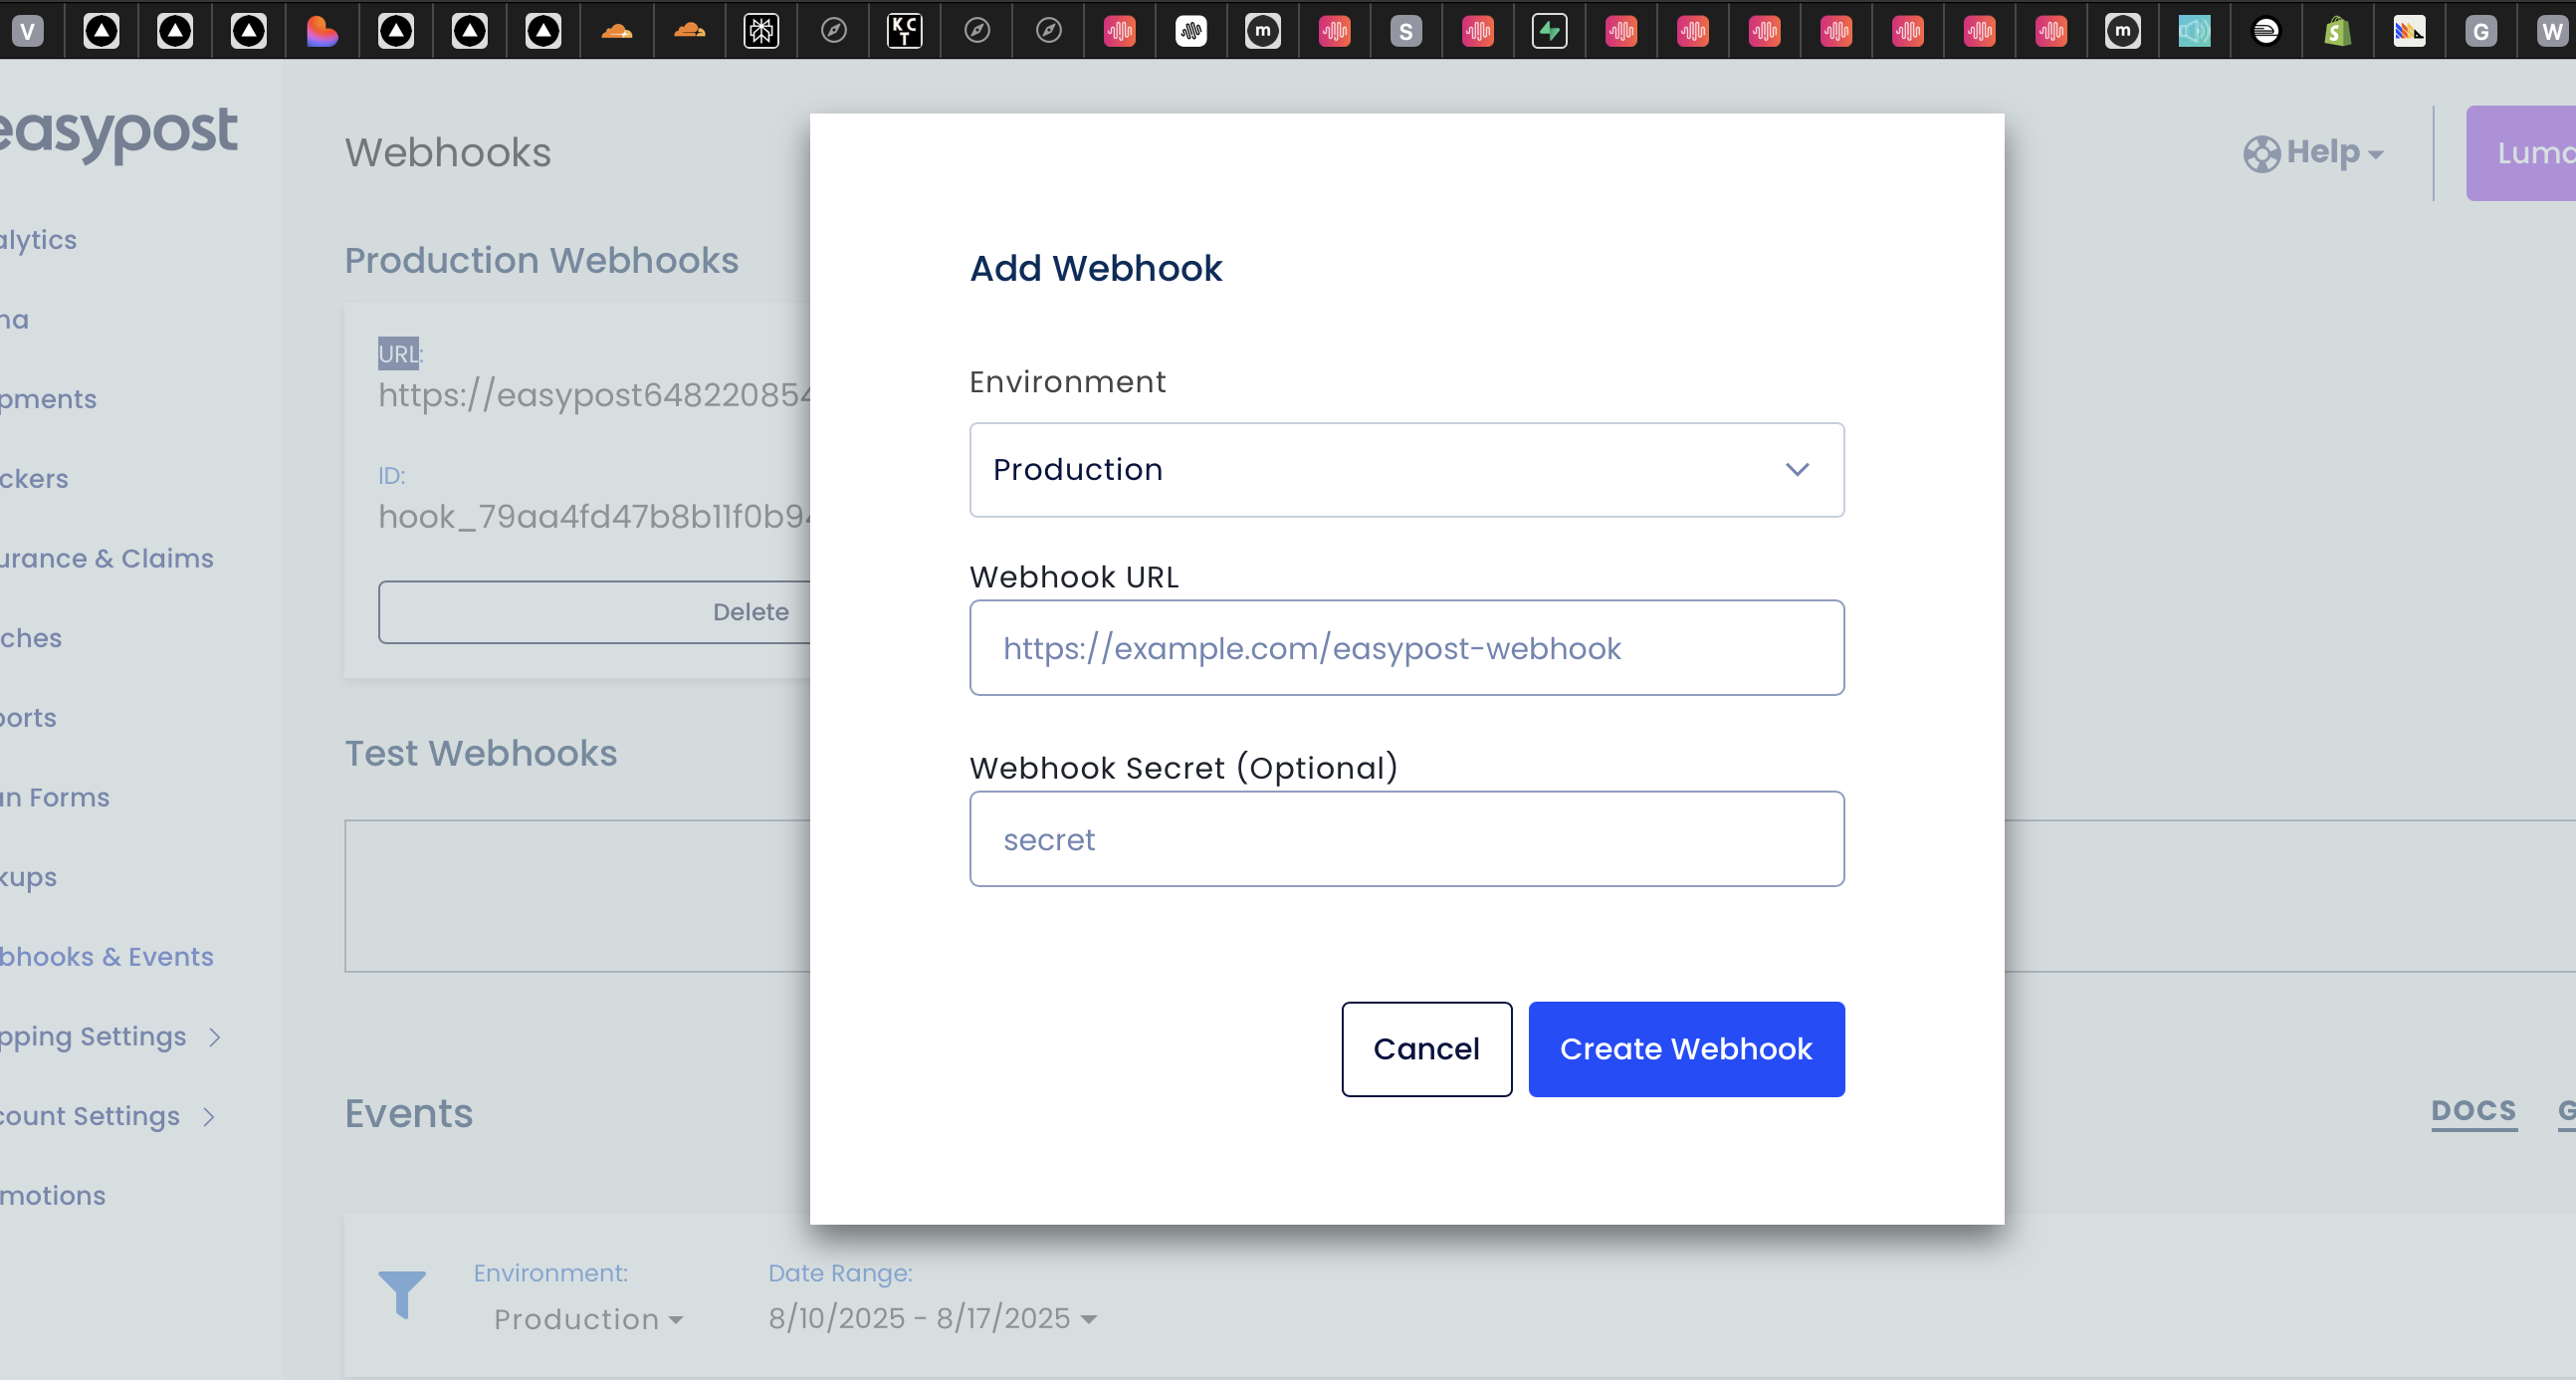 V
KCT
m
S
m
G
W
easypost
Webhooks
Help
Luma
alytics
na
pments
ckers
urance & Claims
ches
ports
an Forms
kups
bhooks & Events
pping Settings
count Settings
motions
Production Webhooks
URL:
https://easypost64822085
ID:
hook_79aa4fd47b8b11f0b9
Delete
Test Webhooks
Events
DOCS
Environment:
Production
Date Range:
8/10/2025 - 8/17/2025
Add Webhook
Environment
Production
Webhook URL
https://example.com/easypost-webhook
Webhook Secret (Optional)
secret
Cancel
Create Webhook